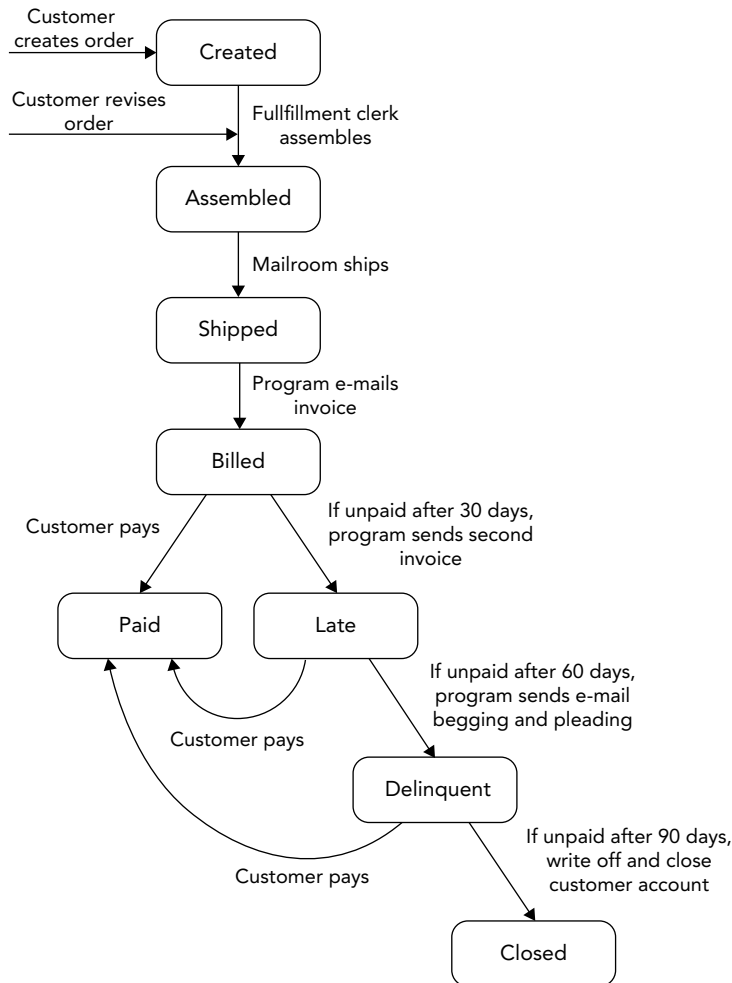 Customer
creates order
Created
Customer revises
order
Fullfillment clerk
assembles
Assembled
Mailroom ships
Shipped
Program e-mails
invoice
Billed
Customer pays
If unpaid after 30 days,
program sends second
invoice
Paid
Late
If unpaid after 60 days,
program sends e-mail
begging and pleading
Customer pays
Delinquent
If unpaid after 90 days,
write off and close
customer account
Customer pays
Closed